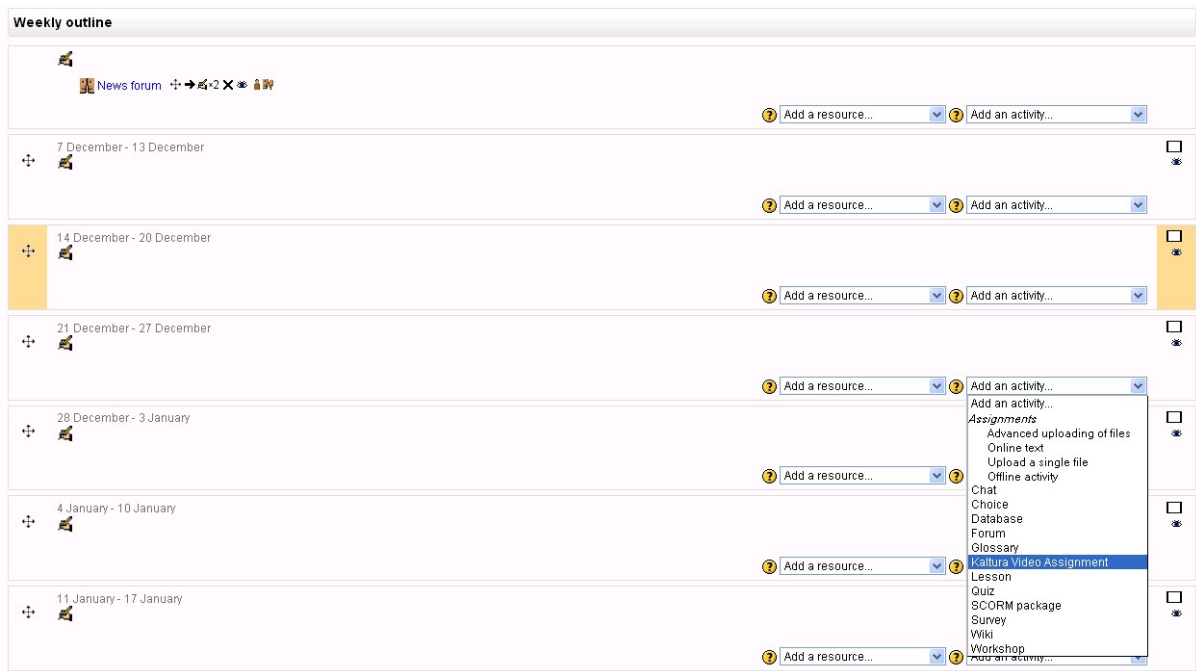 Weekly outline
News forum ×2
? Add a resource... ? Add an activity...
7 December - 13 December
? Add a resource... ? Add an activity...
14 December - 20 December
? Add a resource... ? Add an activity...
21 December - 27 December
? Add a resource... ? Add an activity...
Add an activity...
Assignments
Advanced uploading of files
Online text
Upload a single file
Offline activity
Chat
Choice
Database
Forum
Glossary
Kaltura Video Assignment
Lesson
Quiz
SCORM package
Survey
Wiki
Workshop
28 December - 3 January
? Add a resource... ?
4 January - 10 January
? Add a resource... ?
11 January - 17 January
? Add a resource... ? Add an activity...